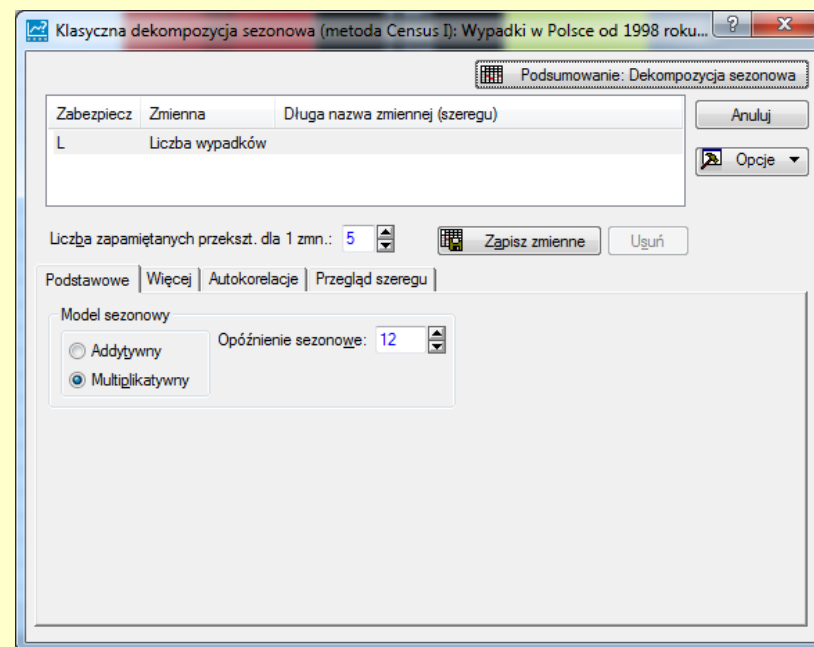 Klasyczna dekompozycja sezonowa (metoda Census I): Wypadki w Polsce od 1998 roku...
Podsumowanie: Dekompozycja sezonowa
Zabezpiecz Zmienna Długa nazwa zmiennej (szeregu)
Anuluj
L Liczba wypadków
Opcje
Liczba zapamiętanych przekszt. dla 1 zmn.: 5 Zapisz zmienne Usuń
Podstawowe Więcej Autokorelacje Przegląd szeregu
Model sezonowy
Opóźnienie sezonowe: 12
Addytywny
Multiplikatywny